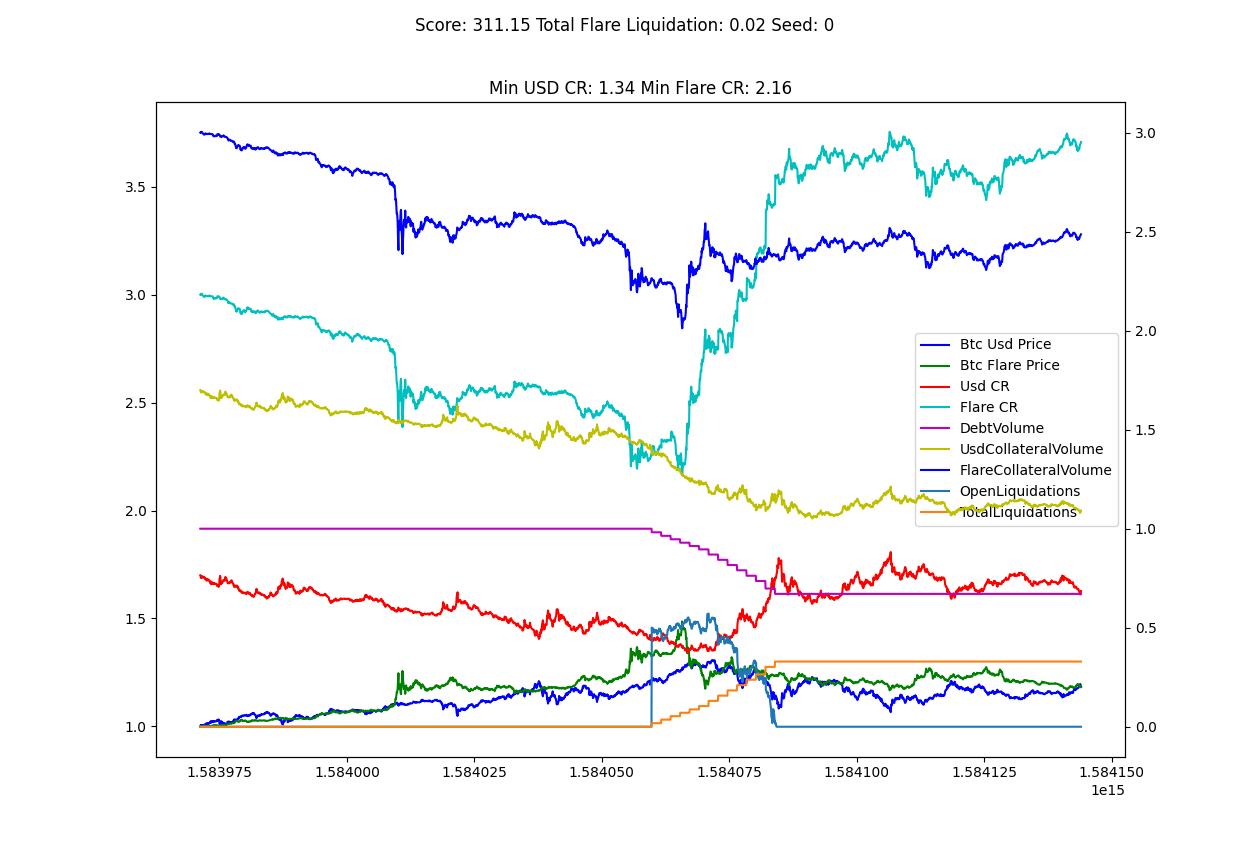 Score: 311.15 Total Flare Liquidation: 0.02 Seed: 0
Min USD CR: 1.34 Min Flare CR: 2.16
3.5
3.0
2.5
2.0
1.5
1.0
3.0
2.5
2.0
1.5
1.0
0.5
0.0
Btc Usd Price
Btc Flare Price
Usd CR
Flare CR
DebtVolume
UsdCollateralVolume
FlareCollateralVolume
OpenLiquidations
TotalLiquidations
1.583975 1.584000 1.584025 1.584050 1.584075 1.584100 1.584125 1.584150
1e15